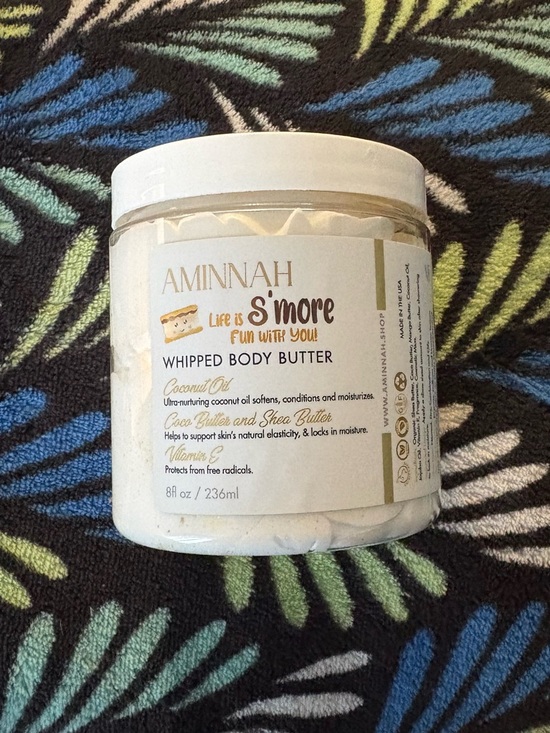 AMINNAH
Life is S'more
Fun with you!
WHIPPED BODY BUTTER
Coconut Oil
Ultra-nurturing coconut oil softens, conditions and moisturizes.
Coco Butter and Shea Butter
Helps to support skin's natural elasticity, & locks in moisture.
Vitamin E
Protects from free radicals.
8fl oz / 236ml
WWW.AMINNAH.SHOP
MADE IN THE USA